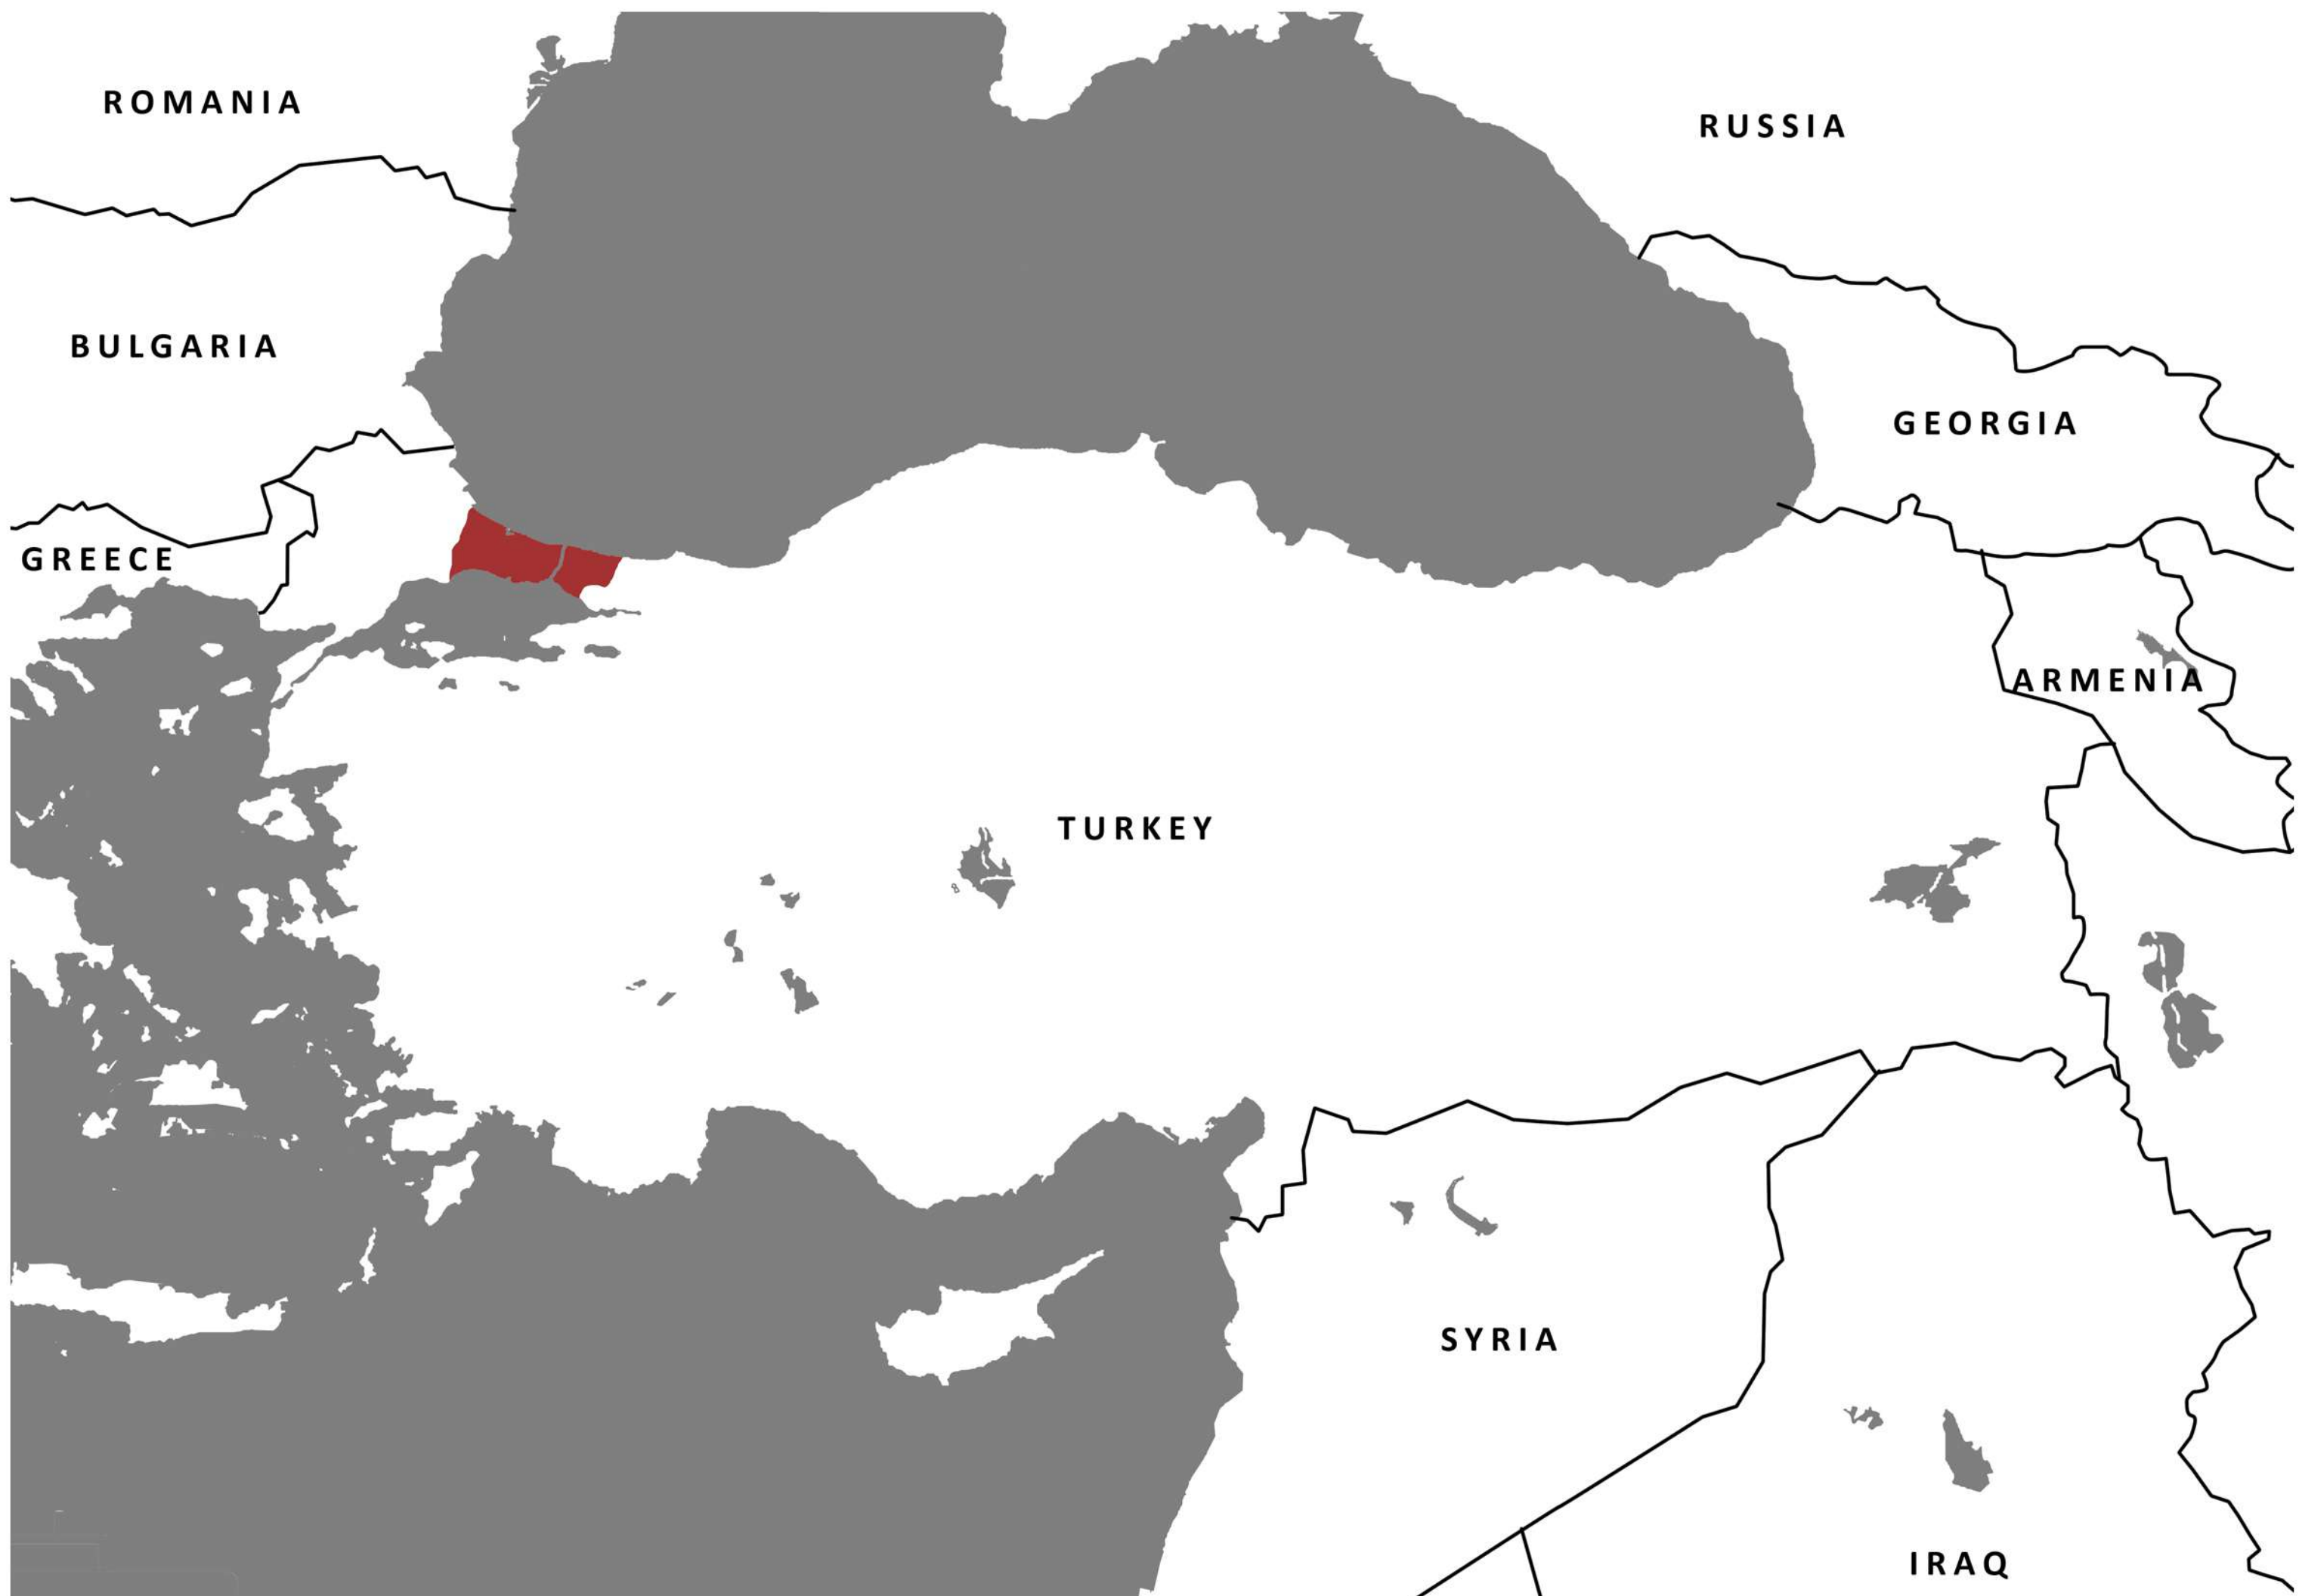 ROMANIA
RUSSIA
BULGARIA
GEORGIA
GREECE
ARMENIA
TURKEY
SYRIA
IRAQ